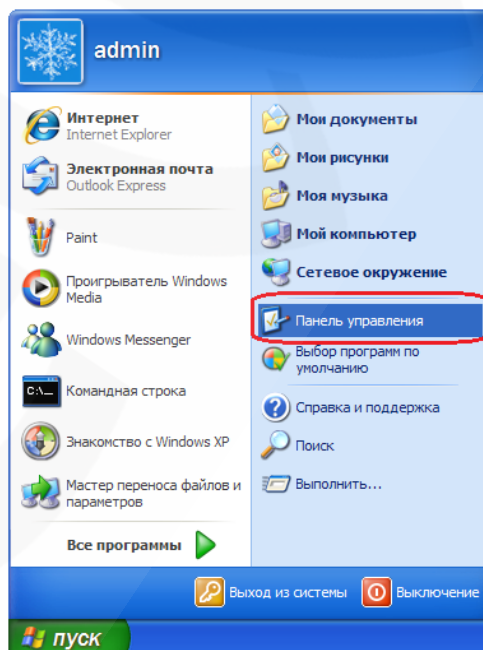 admin
Интернет
Internet Explorer
Электронная почта
Outlook Express
Paint
Проигрыватель Windows
Media
Windows Messenger
C:\_
Командная строка
Знакомство с Windows XP
Мастер переноса файлов и
параметров
Все программы
Мои документы
Мои рисунки
Моя музыка
Мой компьютер
Сетевое окружение
Панель управления
Выбор программ по
умолчанию
Справка и поддержка
Поиск
Выполнить...
Выход из системы
Выключение
пуск